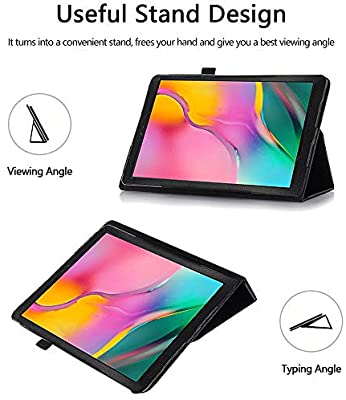 Useful Stand Design
It turns into a convenient stand, frees your hand and give you a best viewing angle
Viewing Angle
Typing Angle